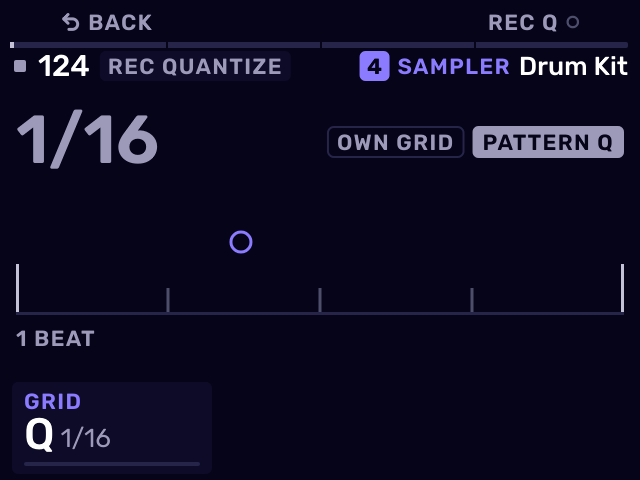 BACK
REC Q
124 REC QUANTIZE
4 SAMPLER Drum Kit
1/16
OWN GRID PATTERN Q
1 BEAT
GRID
Q 1/16